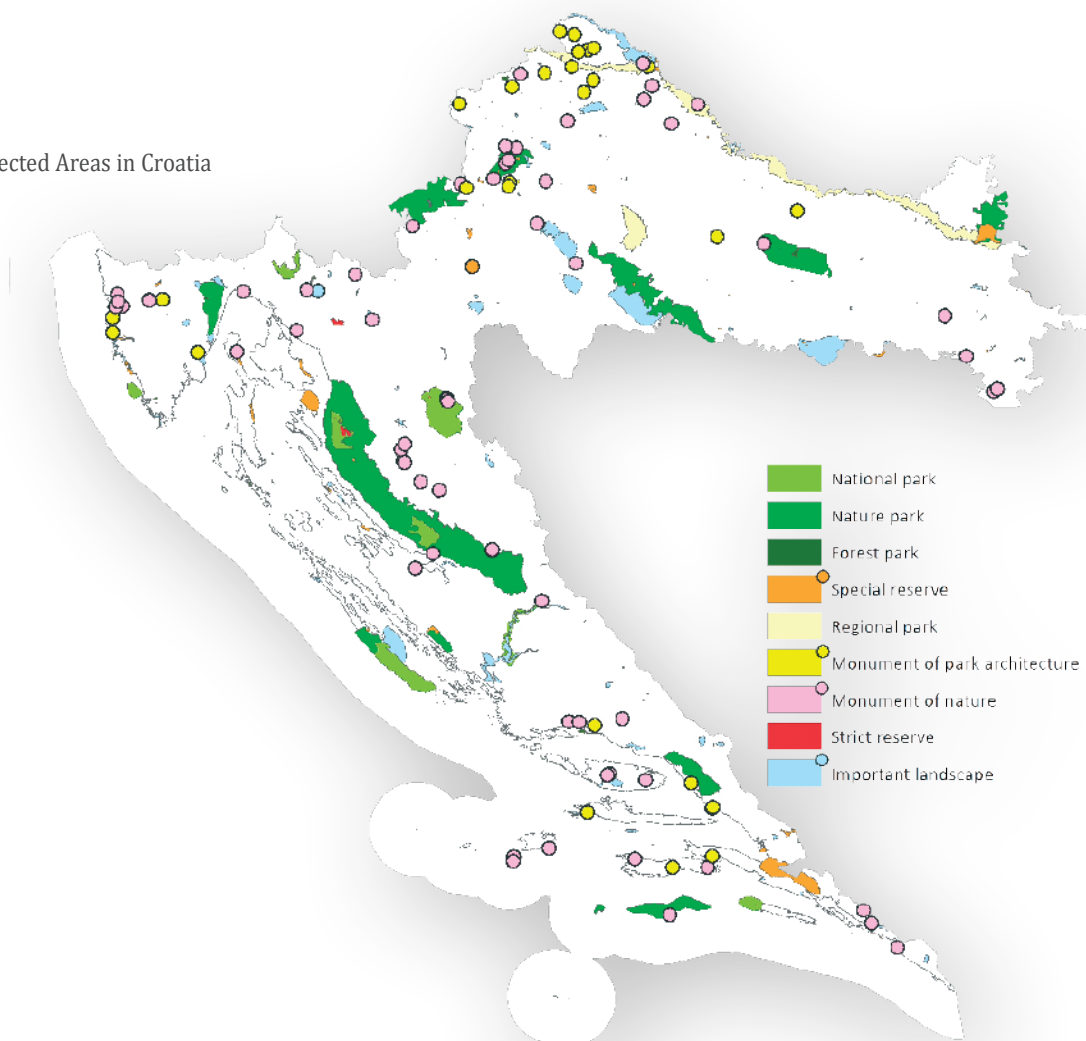 ected Areas in Croatia
National park
Nature park
Forest park
Special reserve
Regional park
Monument of park architecture
Monument of nature
Strict reserve
Important landscape